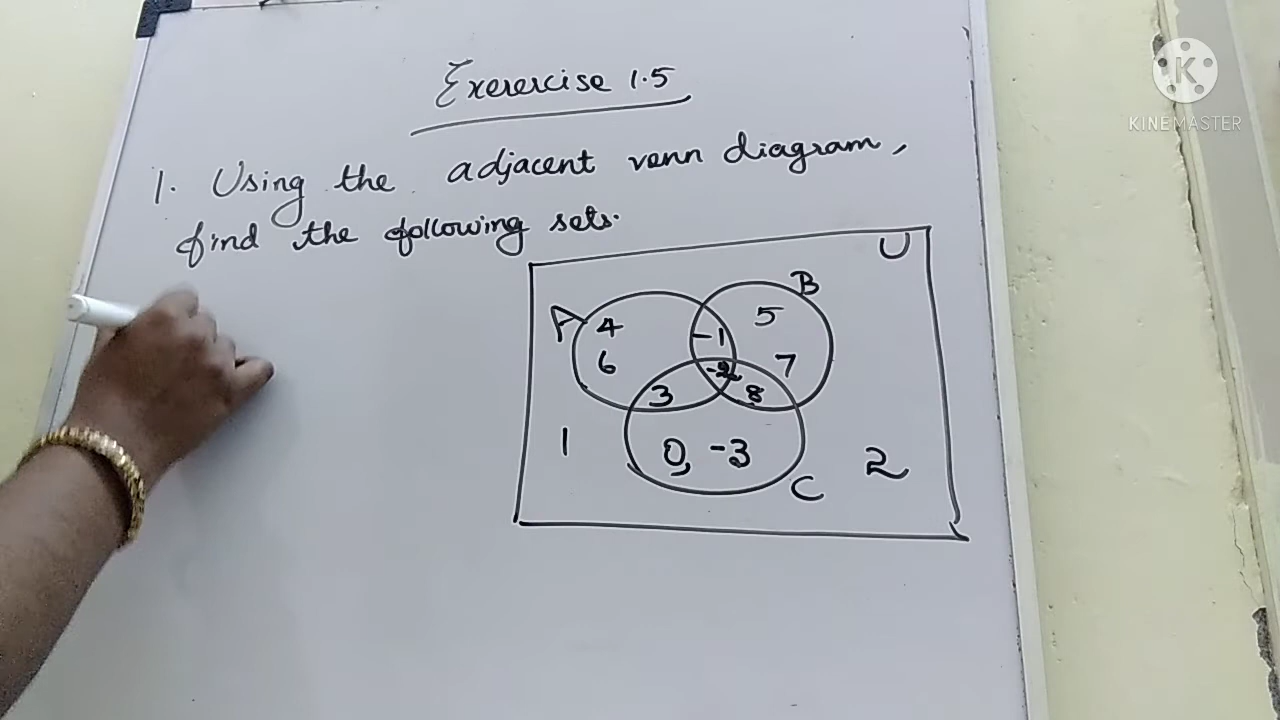 Exerercise 1.5
1. Using the adjacent venn diagram,
find the following sets.
U
A
B
4
-1
5
6
-2
7
3
8
1
0, -3
2
C
K
KINEMASTER